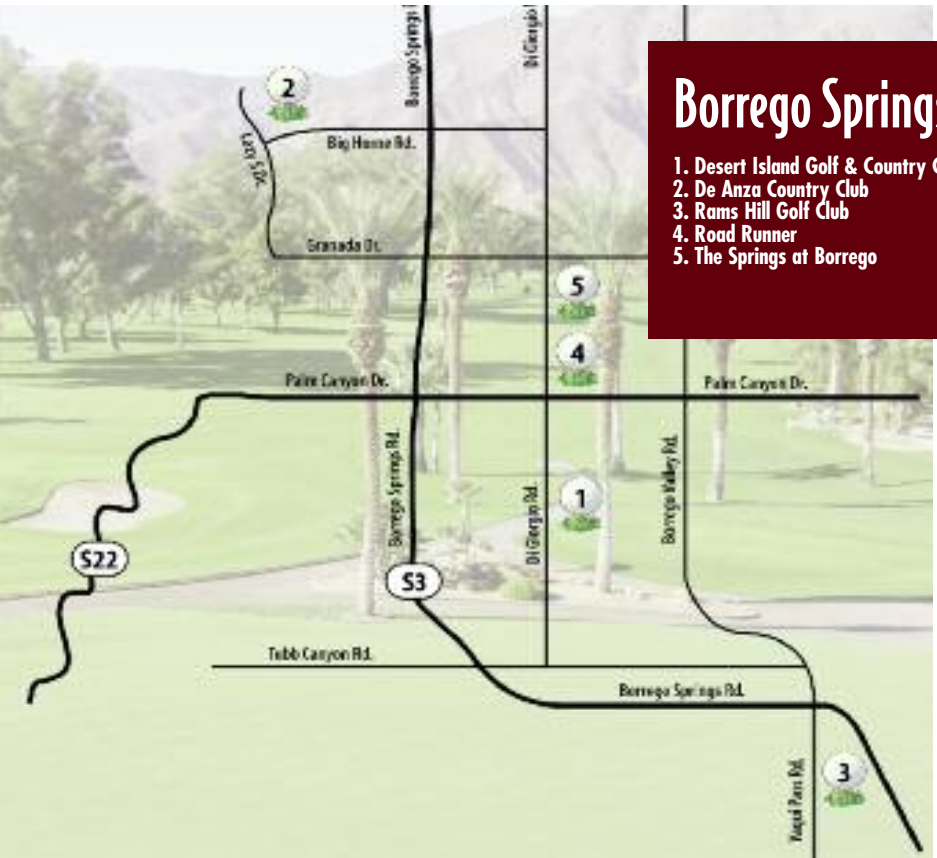 Borrego Springs
Di Giorgio
Borrego Springs
1. Desert Island Golf & Country
2. De Anza Country Club
3. Rams Hill Golf Club
4. Road Runner
5. The Springs at Borrego
2
Big Horne Rd.
Lazy S Dr.
Granada Dr.
5
4
Palm Canyon Dr.
Palm Canyon Dr.
Borrego Springs Rd.
Di Giorgio Rd.
1
Borrego Valley Rd.
S22
S3
Tubb Canyon Rd.
Borrego Springs Rd.
Yaqui Pass Rd.
3